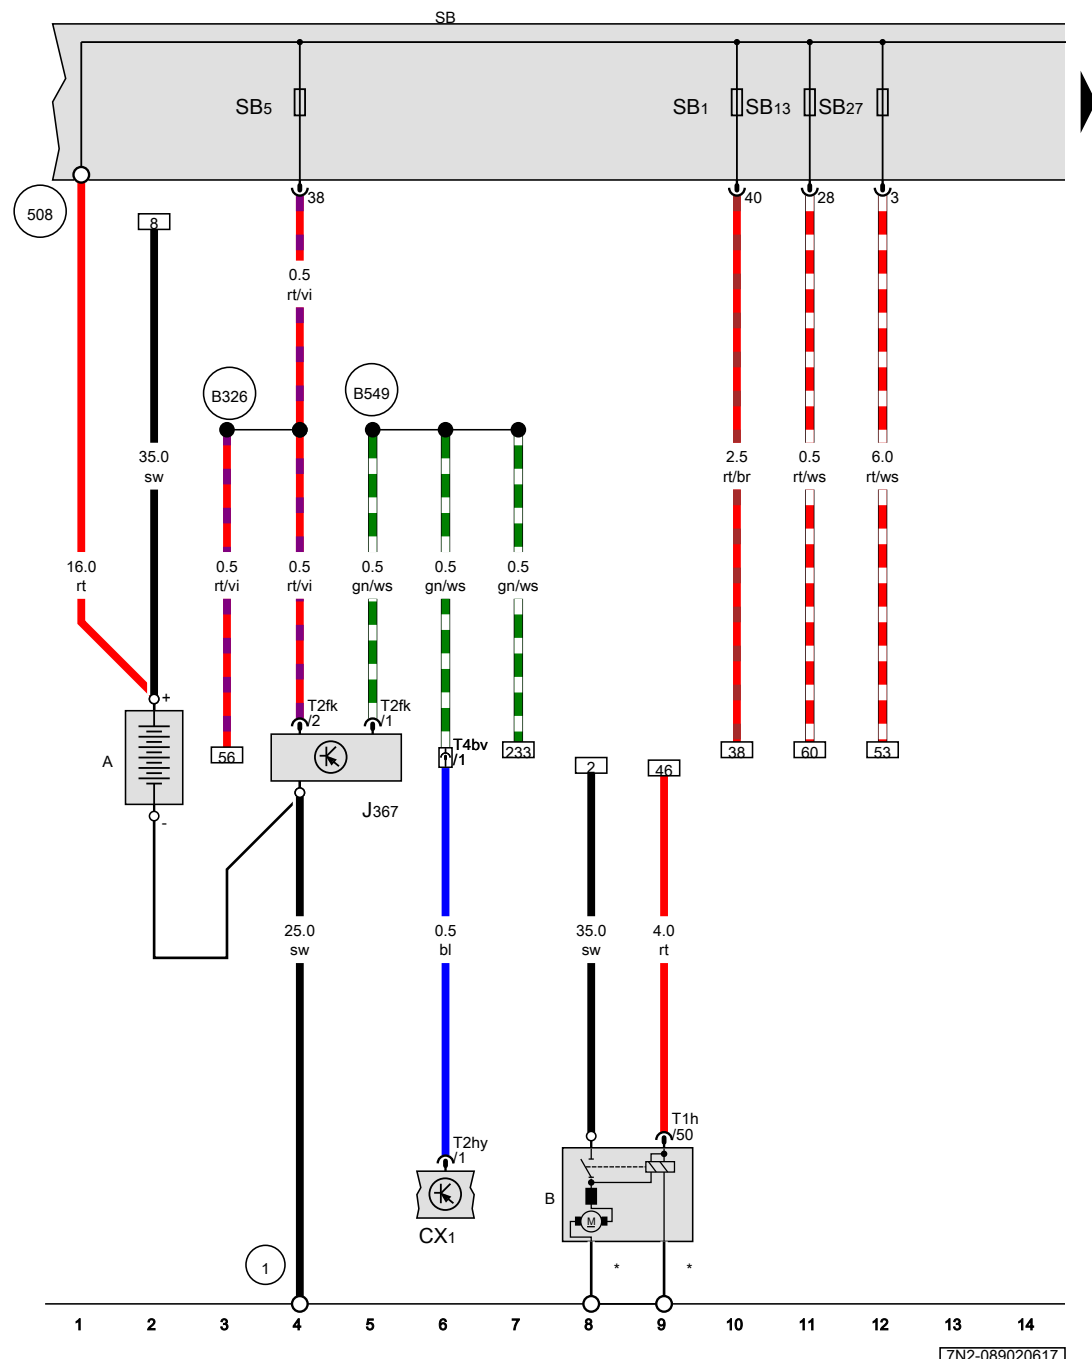 SB
SB5
SB1
SB13
SB27
508
8
38
40
28
3
0.5
rt/vi
B326
B549
35.0
sw
2.5
rt/br
0.5
rt/ws
6.0
rt/ws
16.0
rt
0.5
rt/vi
0.5
rt/vi
0.5
gn/ws
0.5
gn/ws
0.5
gn/ws
+
A
-
T2fk
/2
T2fk
/1
T4bv
/1
56
233
38
60
53
2
46
J367
25.0
sw
0.5
bl
35.0
sw
4.0
rt
T2hy
/1
T1h
/50
CX1
B
M
1
*
*
1 2 3 4 5 6 7 8 9 10 11 12 13 14
7N2-089020617